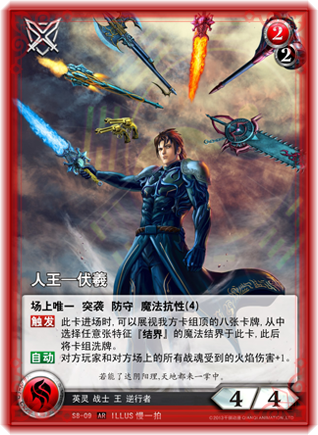 2
2
人王—伏羲
场上唯一 突袭 防守 魔法抗性(4)
触发 此卡进场时,可以展视我方卡组顶的八张卡牌,从中
选择任意张特征『结界』的魔法结界于此卡,此后
将卡组洗牌。
自动 对方玩家和对方场上的所有战魂受到的火焰伤害+1。
若能了达阴阳理,天地都来一掌中。
英灵 战士 王 逆行者
4 / 4
S8-09 AR ILLUS 慢一拍